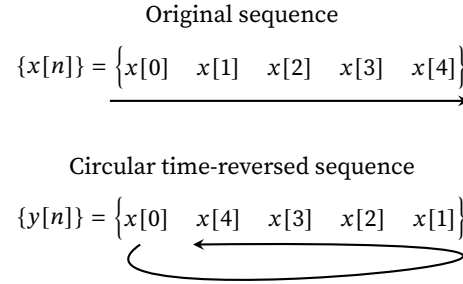 Original sequence
{x[n]} = {x[0] x[1] x[2] x[3] x[4]}
Circular time-reversed sequence
{y[n]} = {x[0] x[4] x[3] x[2] x[1]}